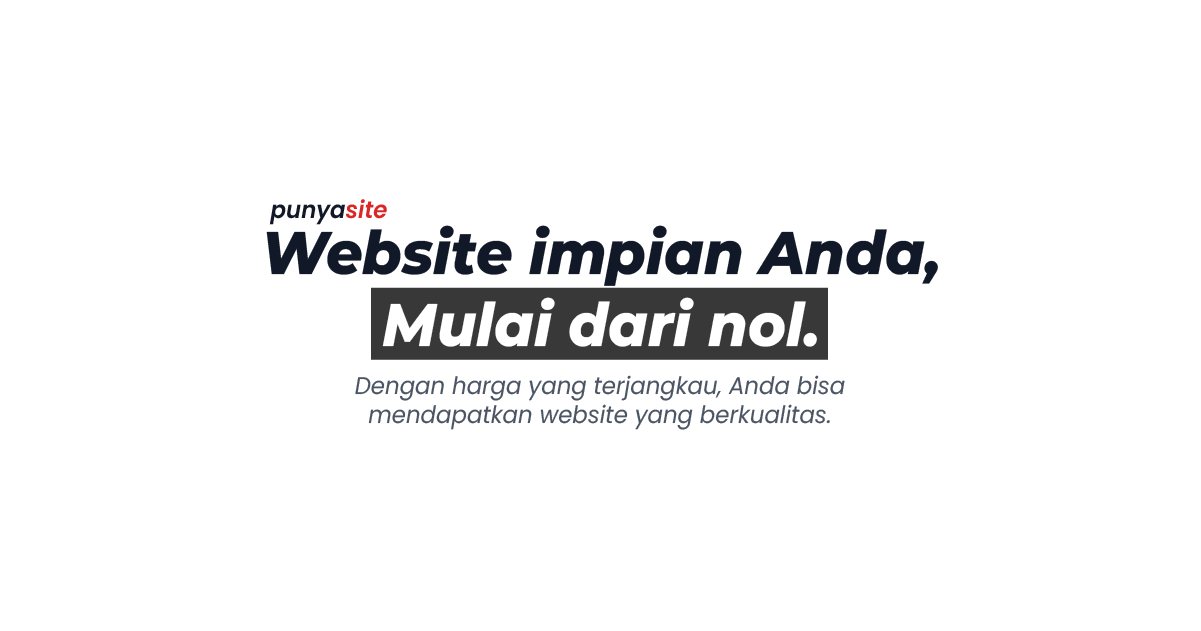 punyasite
Website impian Anda,
Mulai dari nol.
Dengan harga yang terjangkau, Anda bisa
mendapatkan website yang berkualitas.